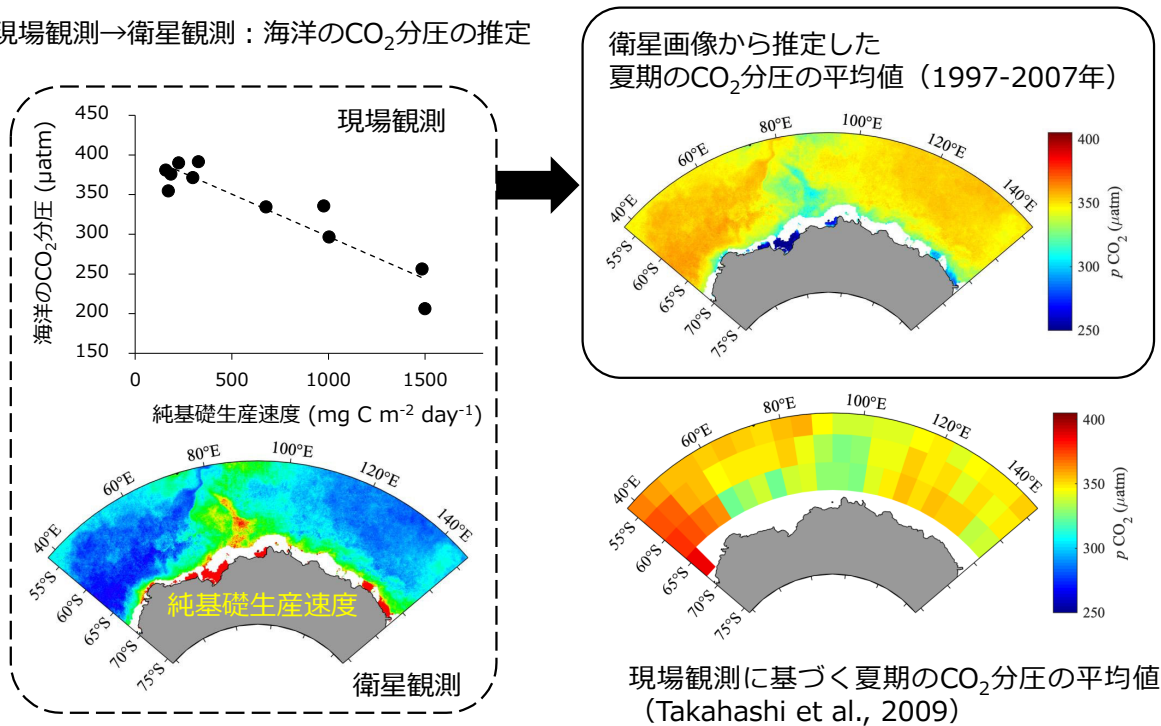 現場観測→衛星観測：海洋のCO2分圧の推定
450
400
350
300
250
200
150
海洋のCO2分圧 (μatm)
現場観測
0 500 1000 1500
純基礎生産速度 (mg C m-2 day-1)
40°E 60°E 80°E 100°E 120°E 140°E
55°S
60°S
65°S
70°S
75°S
純基礎生産速度
衛星観測
衛星画像から推定した
夏期のCO2分圧の平均値（1997-2007年）
40°E 60°E 80°E 100°E 120°E 140°E
55°S
60°S
65°S
70°S
75°S
400
350
300
250
p CO2 (μatm)
40°E 60°E 80°E 100°E 120°E 140°E
55°S
60°S
65°S
70°S
75°S
400
350
300
250
p CO2 (μatm)
現場観測に基づく夏期のCO2分圧の平均値
（Takahashi et al., 2009）